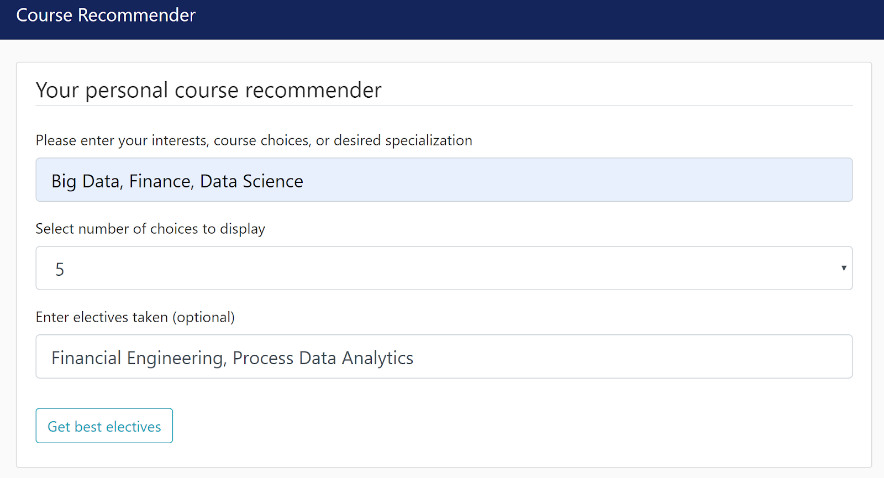 Course Recommender
Your personal course recommender
Please enter your interests, course choices, or desired specialization
Big Data, Finance, Data Science
Select number of choices to display
5
Enter electives taken (optional)
Financial Engineering, Process Data Analytics
Get best electives